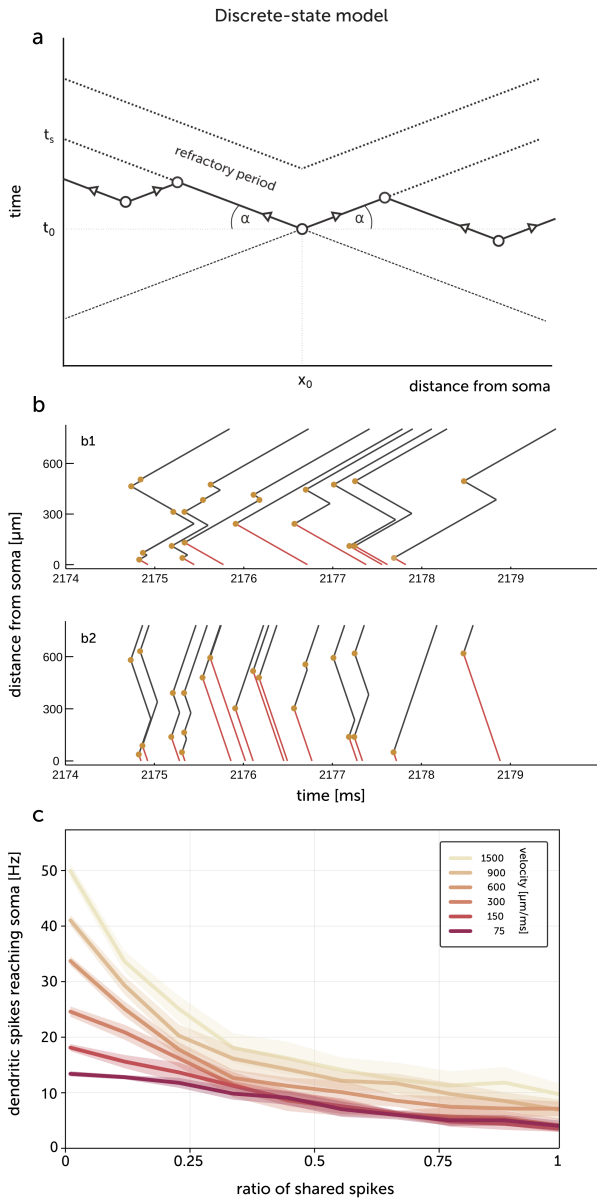 Discrete-state model
a
time
t_s
t_0
refractory period
α
α
x_0
distance from soma
b
distance from soma [µm]
b1
600
300
0
2174
2175
2176
2177
2178
2179
b2
600
300
0
2174
2175
2176
2177
2178
2179
time [ms]
c
dendritic spikes reaching soma [Hz]
50
40
30
20
10
0
1500
900
600
300
150
75
velocity [µm/ms]
0
0.25
0.5
0.75
1
ratio of shared spikes